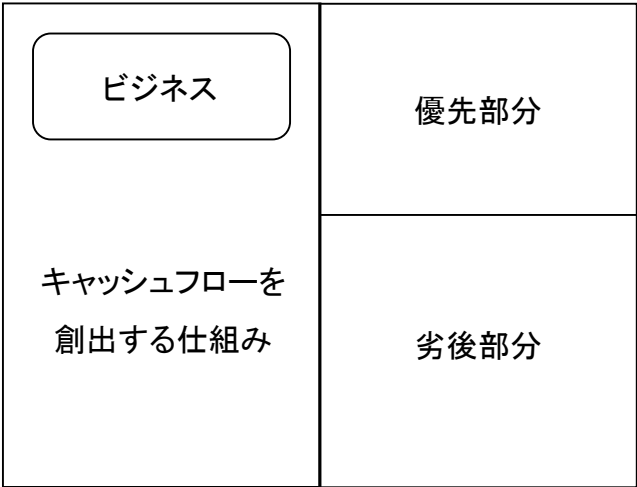 ビジネス
キャッシュフローを
創出する仕組み
優先部分
劣後部分